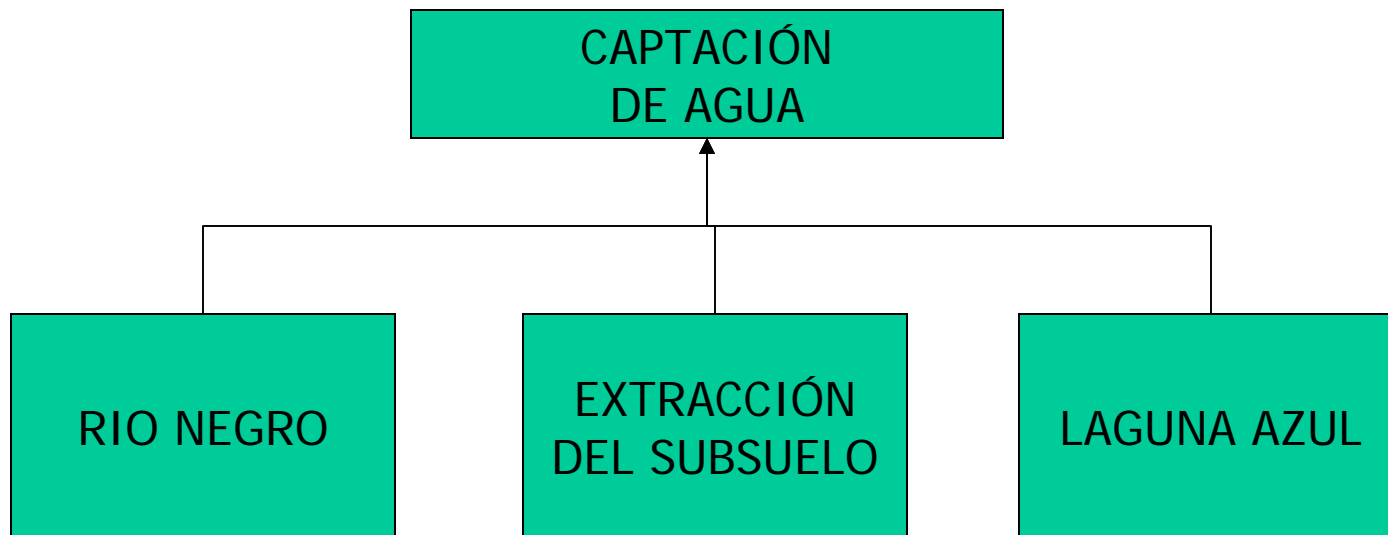 CAPTACIÓN
DE AGUA
RIO NEGRO
EXTRACCIÓN
DEL SUBSUELO
LAGUNA AZUL